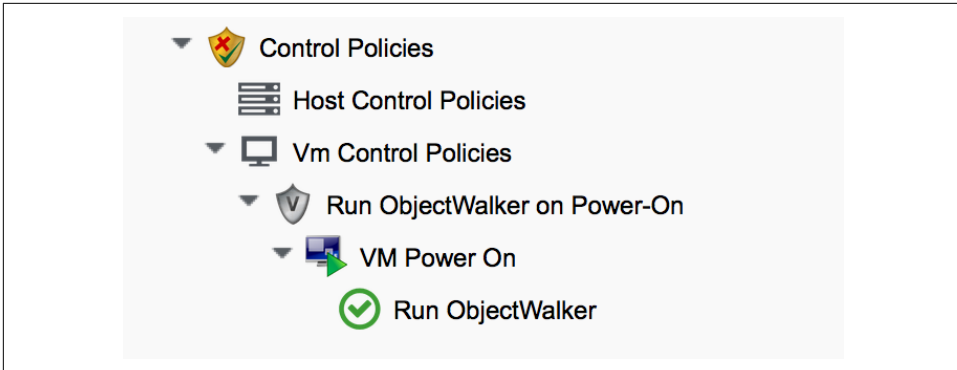 Control Policies
Host Control Policies
Vm Control Policies
V
Run ObjectWalker on Power-On
VM Power On
Run ObjectWalker